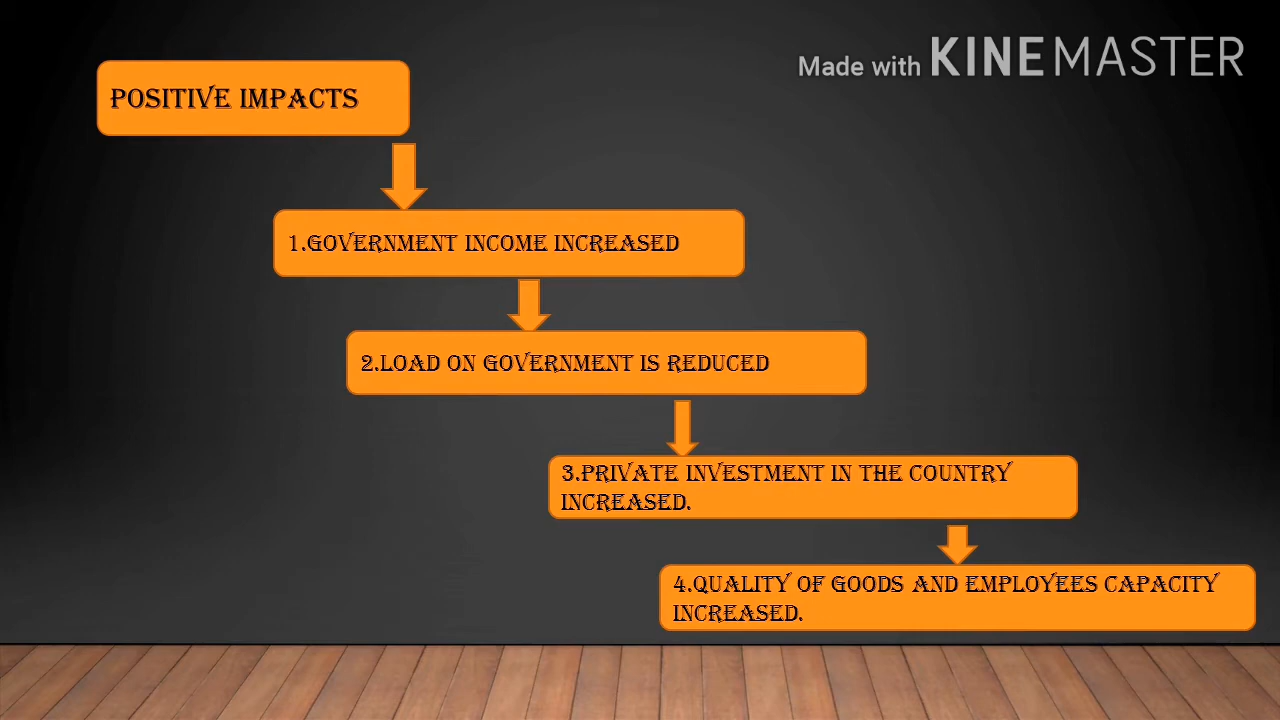 Made with KINEMASTER
POSITIVE IMPACTS
1.GOVERNMENT INCOME INCREASED
2.LOAD ON GOVERNMENT IS REDUCED
3.PRIVATE INVESTMENT IN THE COUNTRY
INCREASED.
4.QUALITY OF GOODS AND EMPLOYEES CAPACITY
INCREASED.